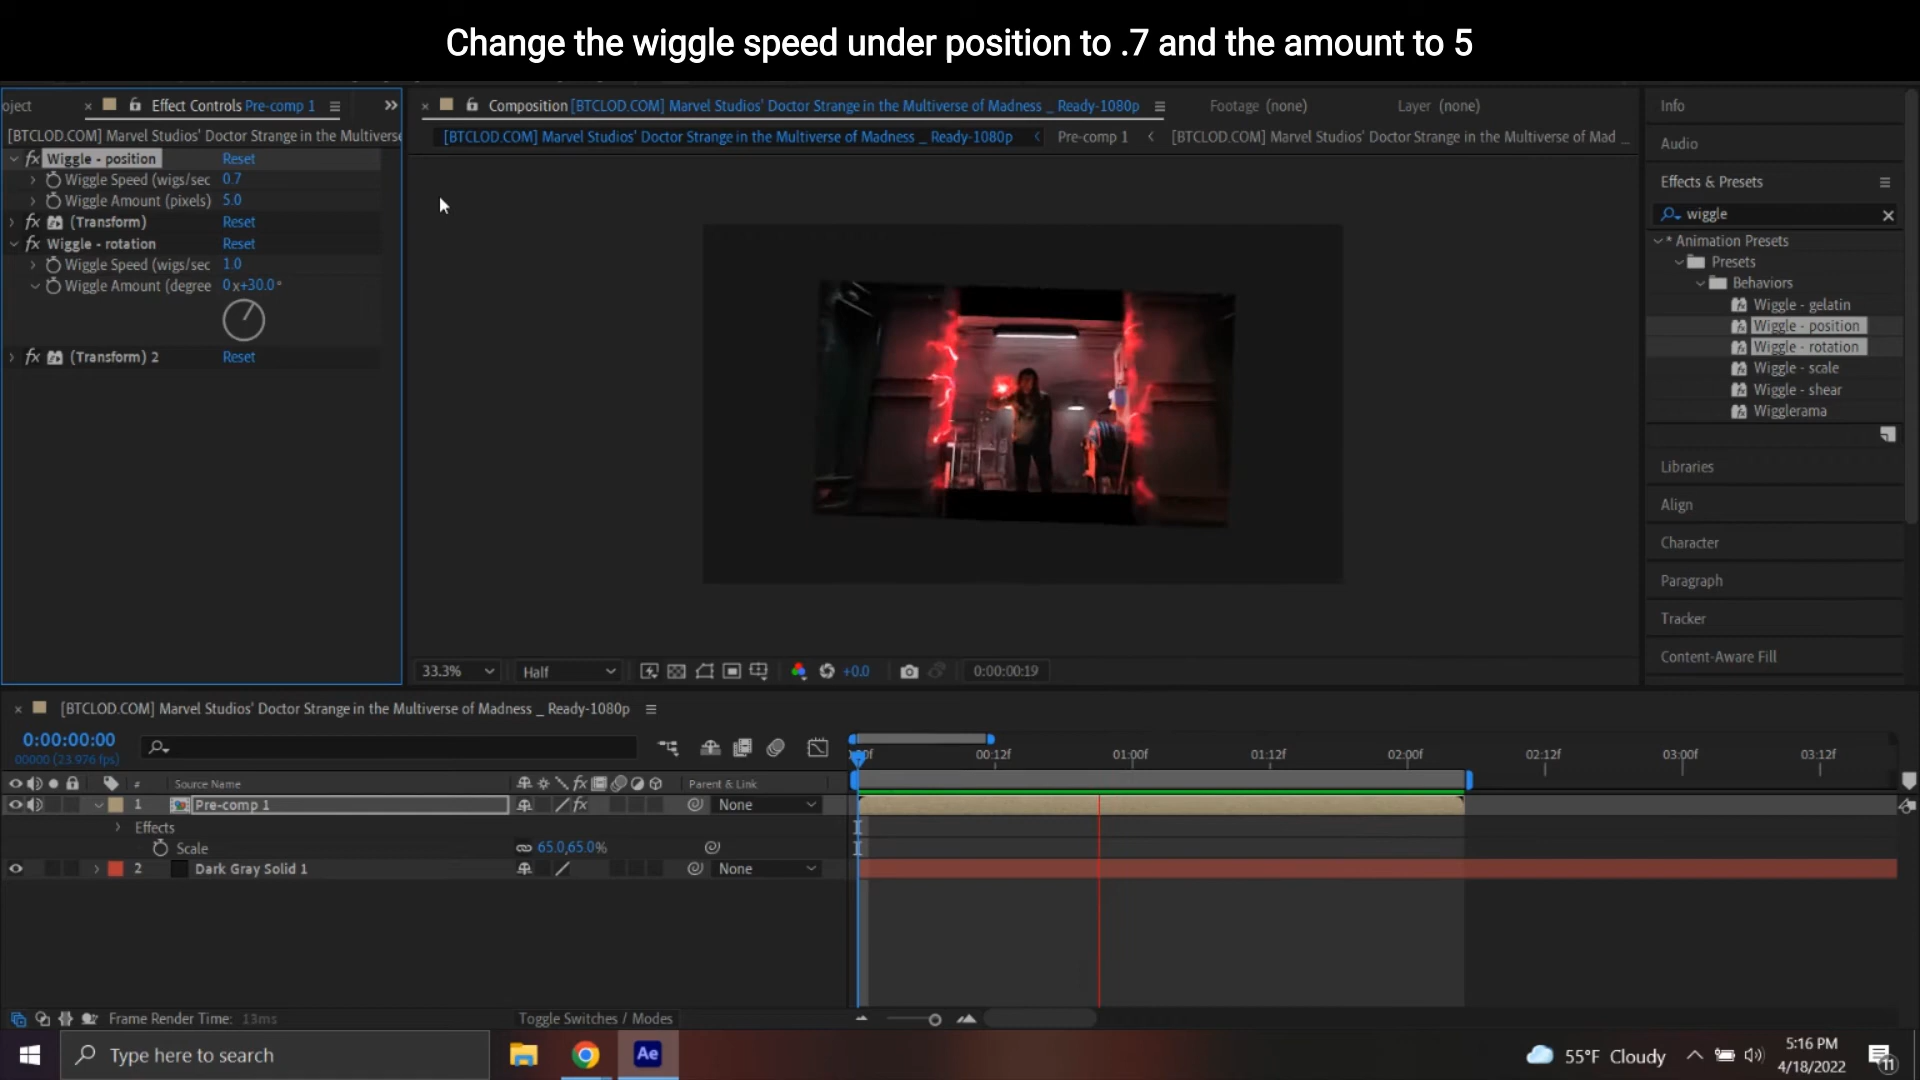 Change the wiggle speed under position to .7 and the amount to 5
oject
× Effect Controls Pre-comp 1
[BTCLOD.COM] Marvel Studios' Doctor Strange in the Multiverse
fx Wiggle - position Reset
Wiggle Speed (wigs/sec 0.7
Wiggle Amount (pixels) 5.0
fx (Transform) Reset
fx Wiggle - rotation Reset
Wiggle Speed (wigs/sec 1.0
Wiggle Amount (degree 0x+30.0°
fx (Transform) 2 Reset
× Composition [BTCLOD.COM] Marvel Studios' Doctor Strange in the Multiverse of Madness _ Ready-1080p
Footage (none)
Layer (none)
[BTCLOD.COM] Marvel Studios' Doctor Strange in the Multiverse of Madness _ Ready-1080p
Pre-comp 1
[BTCLOD.COM] Marvel Studios' Doctor Strange in the Multiverse of Mad ...
33.3%
Half
+0.0
0:00:00:19
Info
Audio
Effects & Presets
wiggle
* Animation Presets
Presets
Behaviors
Wiggle - gelatin
Wiggle - position
Wiggle - rotation
Wiggle - scale
Wiggle - shear
Wigglerama
Libraries
Align
Character
Paragraph
Tracker
Content-Aware Fill
× [BTCLOD.COM] Marvel Studios' Doctor Strange in the Multiverse of Madness _ Ready-1080p
0:00:00:00
00000 (23.976 fps)
00f 00:12f 01:00f 01:12f 02:00f 02:12f 03:00f 03:12f
# Source Name fx Parent & Link
1 Pre-comp 1 fx None
Effects
Scale 65.0,65.0%
2 Dark Gray Solid 1 None
Frame Render Time: 13ms
Toggle Switches / Modes
Type here to search
Ae
55°F Cloudy
5:16 PM
4/18/2022
11